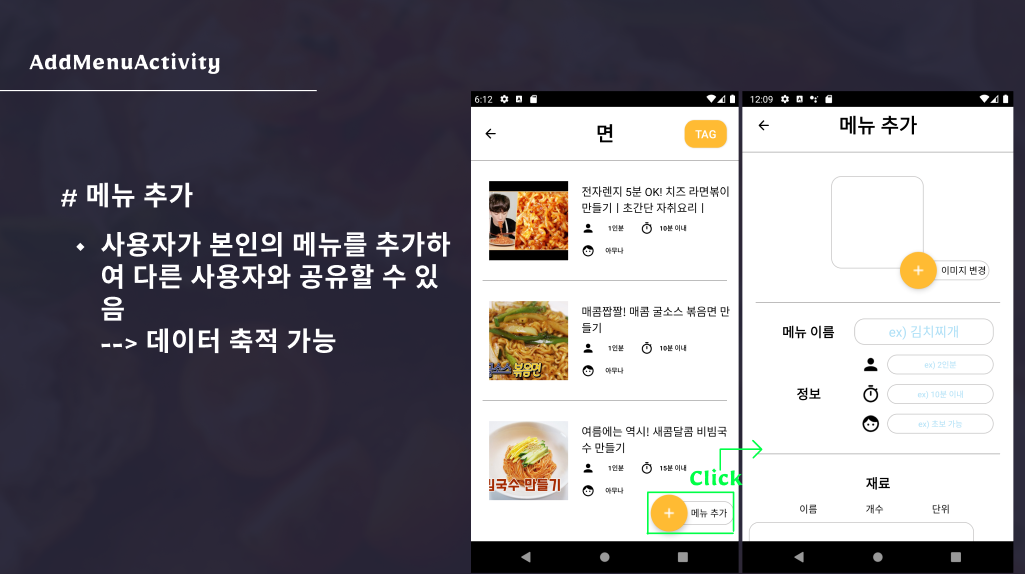 AddMenuActivity
# 메뉴 추가
사용자가 본인의 메뉴를 추가하
여 다른 사용자와 공유할 수 있
음
--> 데이터 축적 가능
6:12
면
TAG
전자렌지 5분 OK! 치즈 라면볶이
만들기 | 초간단 자취요리 |
1인분 10분 이내
아무나
매콤짭짤! 매콤 굴소스 볶음면 만
들기
1인분 10분 이내
아무나
볶음면
여름에는 역시! 새콤달콤 비빔국
수 만들기
1인분 15분 이내
아무나
빔국수 만들기
Click
+ 메뉴 추가
12:09
메뉴 추가
+ 이미지 변경
메뉴 이름 ex) 김치찌개
ex) 2인분
정보 ex) 10분 이내
ex) 초보 가능
재료
이름 개수 단위